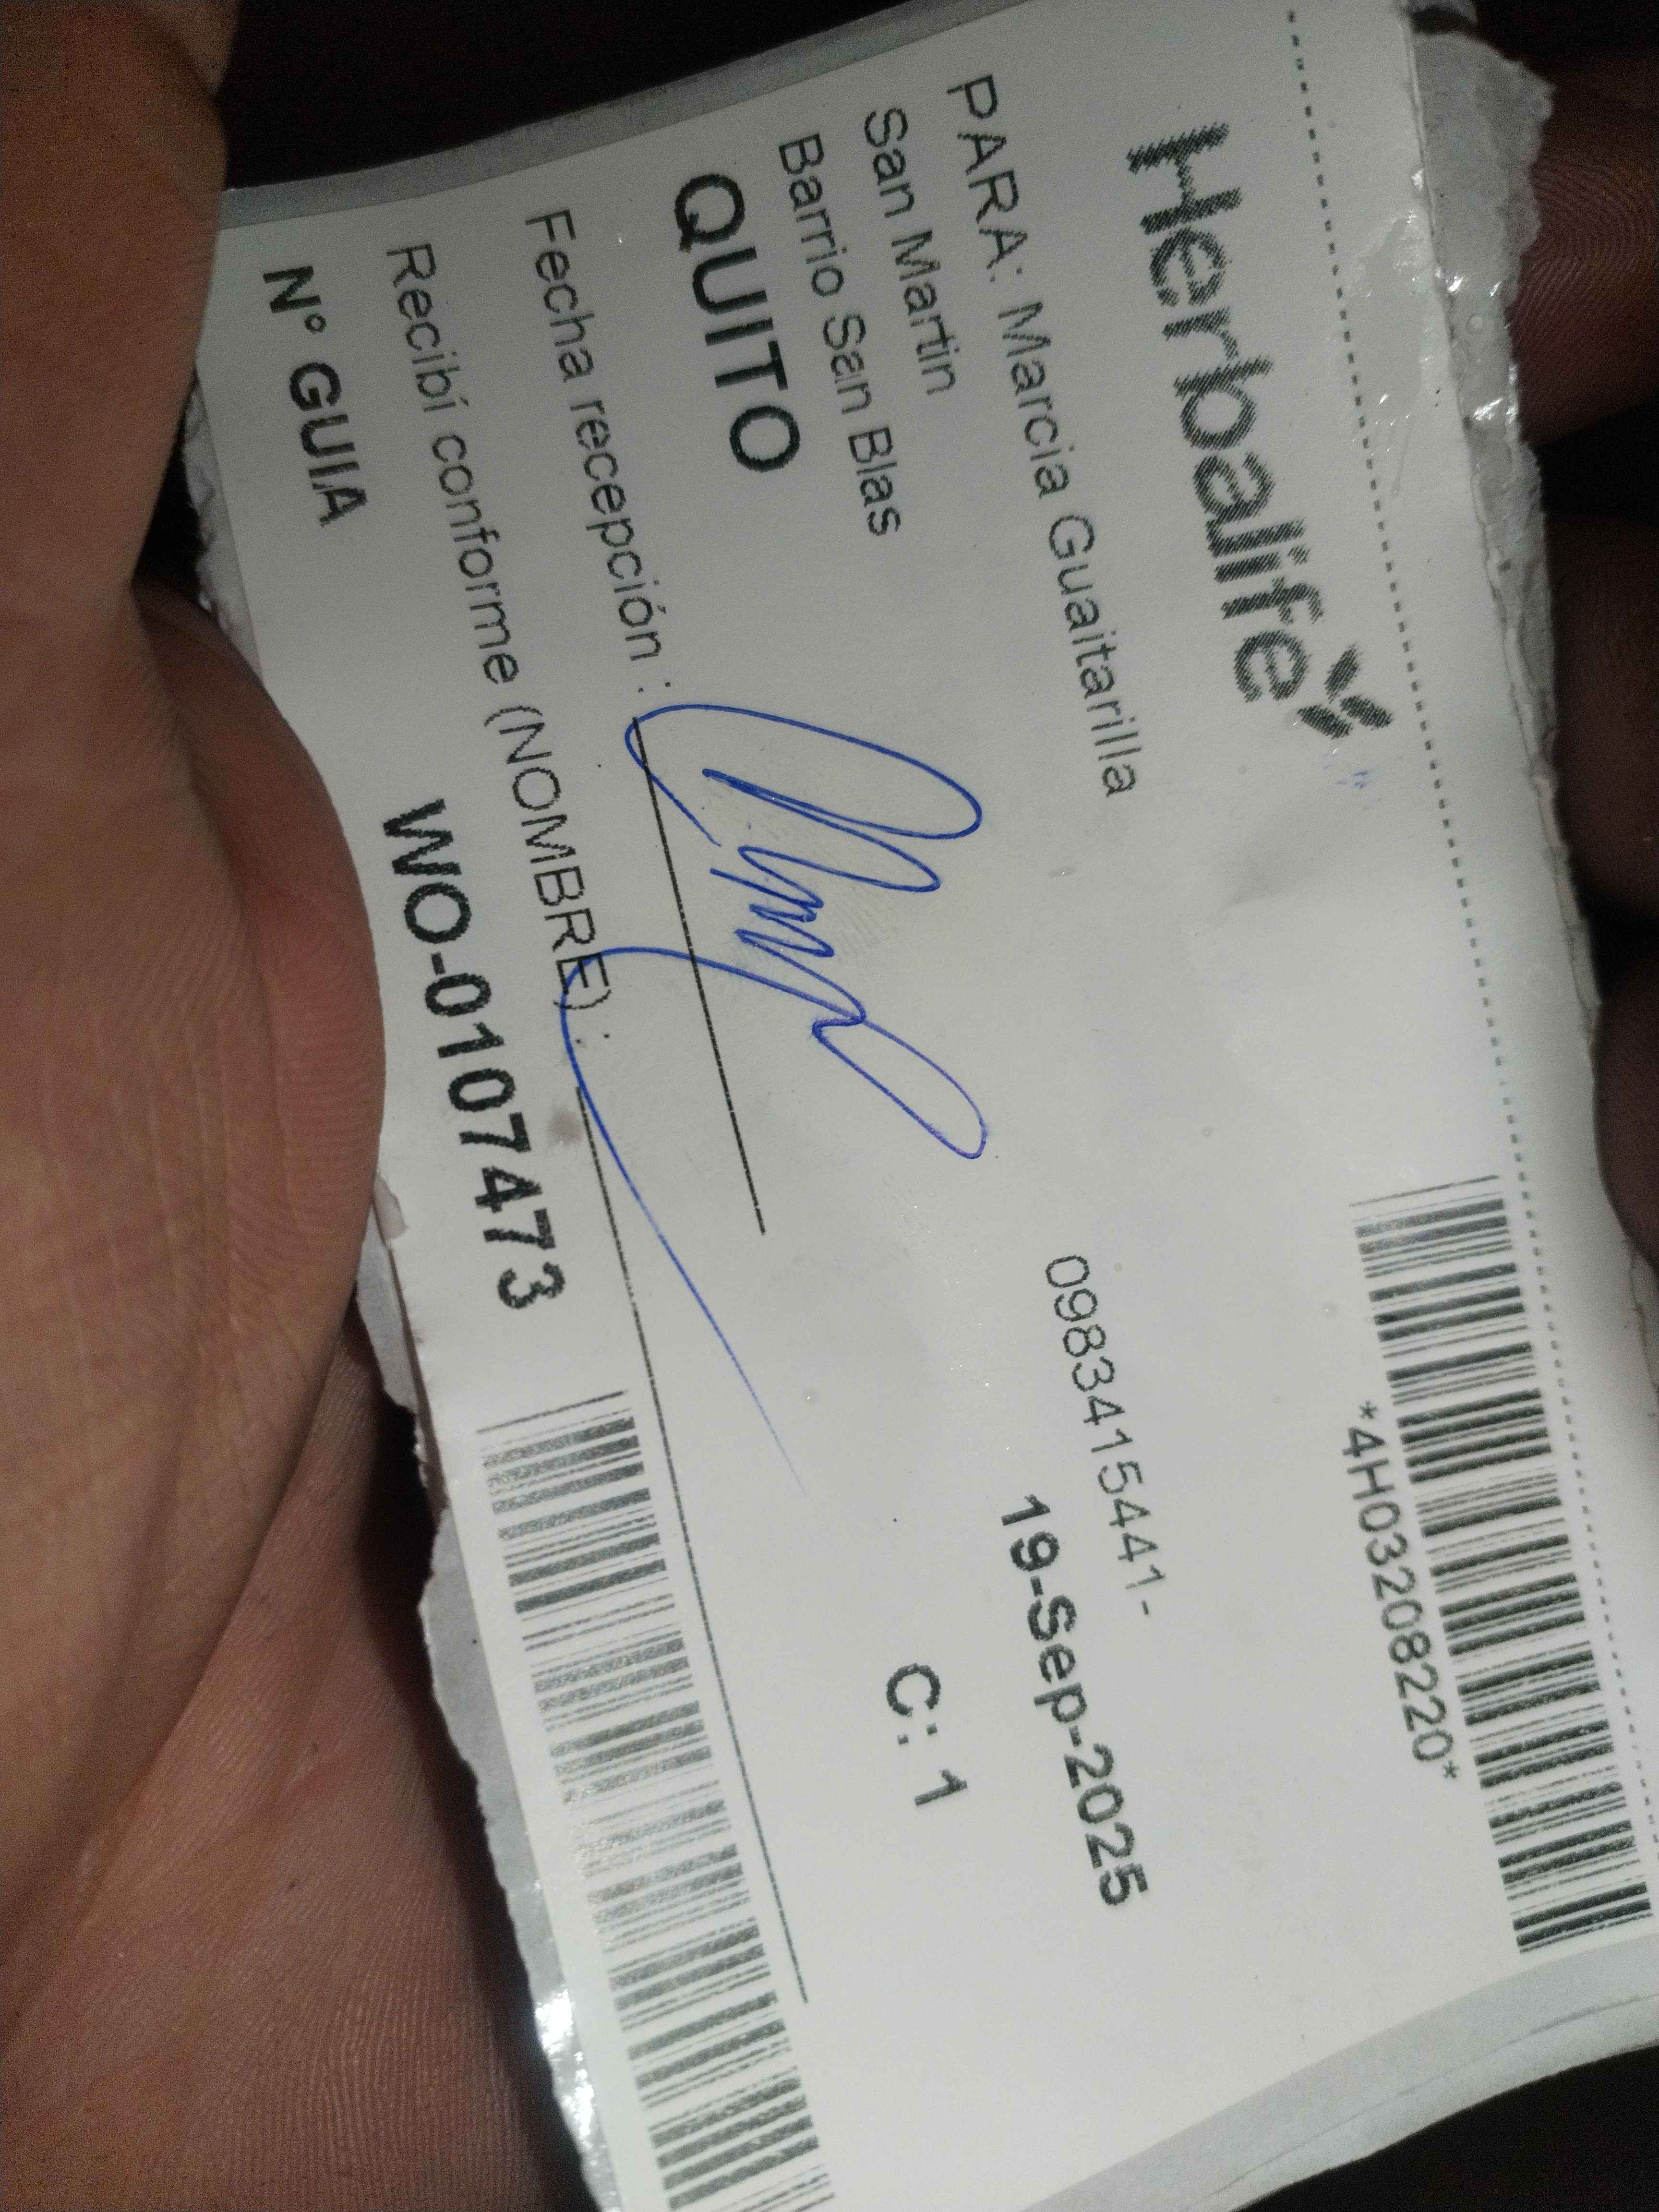 Herbalife
*4H03208220*
PARA: Marcia Guaitarilla
0983415441-
San Martin
19-Sep-2025
Barrio San Blas
QUITO
C: 1
Fecha recepción :
Recibí conforme (NOMBRE) :
N° GUIA
WO-0107473